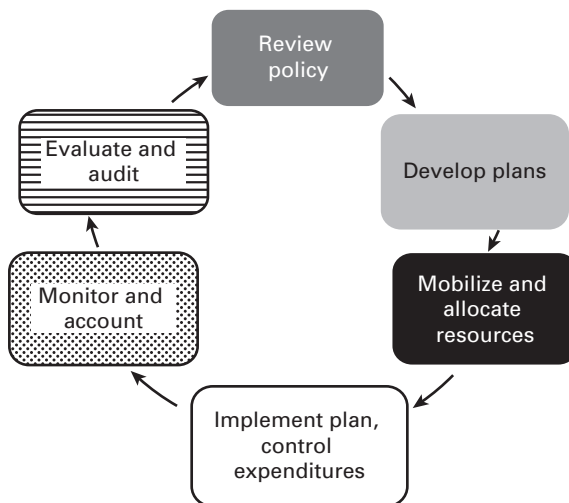 Review
policy
Develop plans
Mobilize and
allocate
resources
Implement plan,
control
expenditures
Monitor and
account
Evaluate and
audit